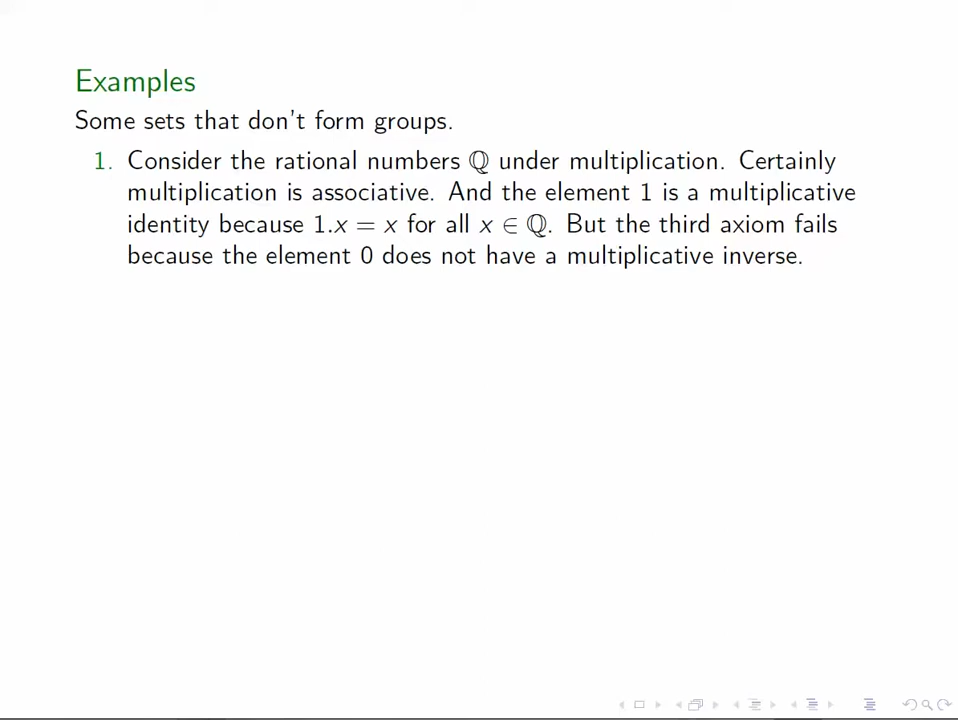 Examples
Some sets that don't form groups.
1. Consider the rational numbers ℚ under multiplication. Certainly
multiplication is associative. And the element 1 is a multiplicative
identity because 1.x = x for all x ∈ ℚ. But the third axiom fails
because the element 0 does not have a multiplicative inverse.